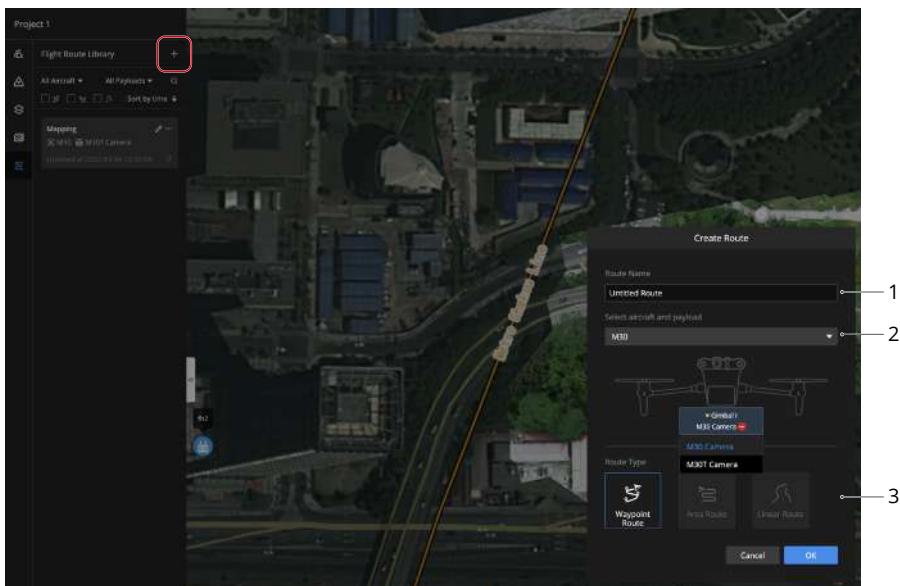 Project 1
Flight Route Library
+
All Aircraft
All Payloads
Sort by time
Mapping
M30
M30T Camera
Create Route
Route Name
Untitled Route
1
Select aircraft and payload
M30
2
Gimbal I
M30 Camera
M30 Camera
M30T Camera
Route Type
Waypoint
Route
Area Route
Linear Route
3
Cancel
OK